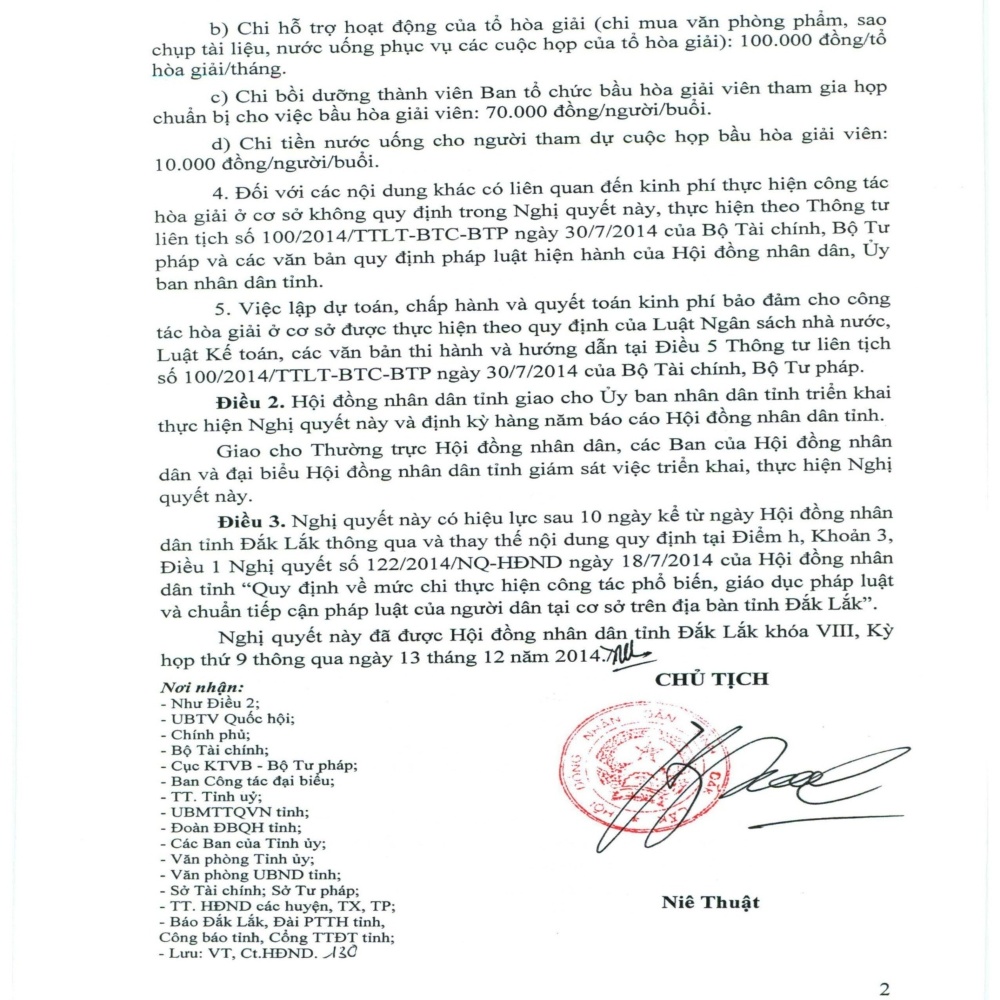 b) Chi hỗ trợ hoạt động của tổ hòa giải (chi mua văn phòng phẩm, sao
chụp tài liệu, nước uống phục vụ các cuộc họp của tổ hòa giải): 100.000 đồng/tổ
hòa giải/tháng.
c) Chi bồi dưỡng thành viên Ban tổ chức bầu hòa giải viên tham gia họp
chuẩn bị cho việc bầu hòa giải viên: 70.000 đồng/người/buổi.
d) Chi tiền nước uống cho người tham dự cuộc họp bầu hòa giải viên:
10.000 đồng/người/buổi.
4. Đối với các nội dung khác có liên quan đến kinh phí thực hiện công tác
hòa giải ở cơ sở không quy định trong Nghị quyết này, thực hiện theo Thông tư
liên tịch số 100/2014/TTLT-BTC-BTP ngày 30/7/2014 của Bộ Tài chính, Bộ Tư
pháp và các văn bản quy định pháp luật hiện hành của Hội đồng nhân dân, Ủy
ban nhân dân tỉnh.
5. Việc lập dự toán, chấp hành và quyết toán kinh phí bảo đảm cho công
tác hòa giải ở cơ sở được thực hiện theo quy định của Luật Ngân sách nhà nước,
Luật Kế toán, các văn bản thi hành và hướng dẫn tại Điều 5 Thông tư liên tịch
số 100/2014/TTLT-BTC-BTP ngày 30/7/2014 của Bộ Tài chính, Bộ Tư pháp.
Điều 2. Hội đồng nhân dân tỉnh giao cho Ủy ban nhân dân tỉnh triển khai
thực hiện Nghị quyết này và định kỳ hàng năm báo cáo Hội đồng nhân dân tỉnh.
Giao cho Thường trực Hội đồng nhân dân, các Ban của Hội đồng nhân
dân và đại biểu Hội đồng nhân dân tỉnh giám sát việc triển khai, thực hiện Nghị
quyết này.
Điều 3. Nghị quyết này có hiệu lực sau 10 ngày kể từ ngày Hội đồng nhân
dân tỉnh Đắk Lắk thông qua và thay thế nội dung quy định tại Điểm h, Khoản 3,
Điều 1 Nghị quyết số 122/2014/NQ-HĐND ngày 18/7/2014 của Hội đồng nhân
dân tỉnh “Quy định về mức chi thực hiện công tác phổ biến, giáo dục pháp luật
và chuẩn tiếp cận pháp luật của người dân tại cơ sở trên địa bàn tỉnh Đắk Lắk”.
Nghị quyết này đã được Hội đồng nhân dân tỉnh Đắk Lắk khóa VIII, Kỳ
họp thứ 9 thông qua ngày 13 tháng 12 năm 2014./.
CHỦ TỊCH
HỘI ĐỒNG NHÂN DÂN TỈNH ĐẮK LẮK
Niê Thuật
Nơi nhận:
- Như Điều 2;
- UBTV Quốc hội;
- Chính phủ;
- Bộ Tài chính;
- Cục KTVB - Bộ Tư pháp;
- Ban Công tác đại biểu;
- TT. Tỉnh uỷ;
- UBMTTQVN tỉnh;
- Đoàn ĐBQH tỉnh;
- Các Ban của Tỉnh ủy;
- Văn phòng Tỉnh ủy;
- Văn phòng UBND tỉnh;
- Sở Tài chính; Sở Tư pháp;
- TT. HĐND các huyện, TX, TP;
- Báo Đắk Lắk, Đài PTTH tỉnh,
Công báo tỉnh, Cổng TTĐT tỉnh;
- Lưu: VT, Ct.HĐND. 130
2